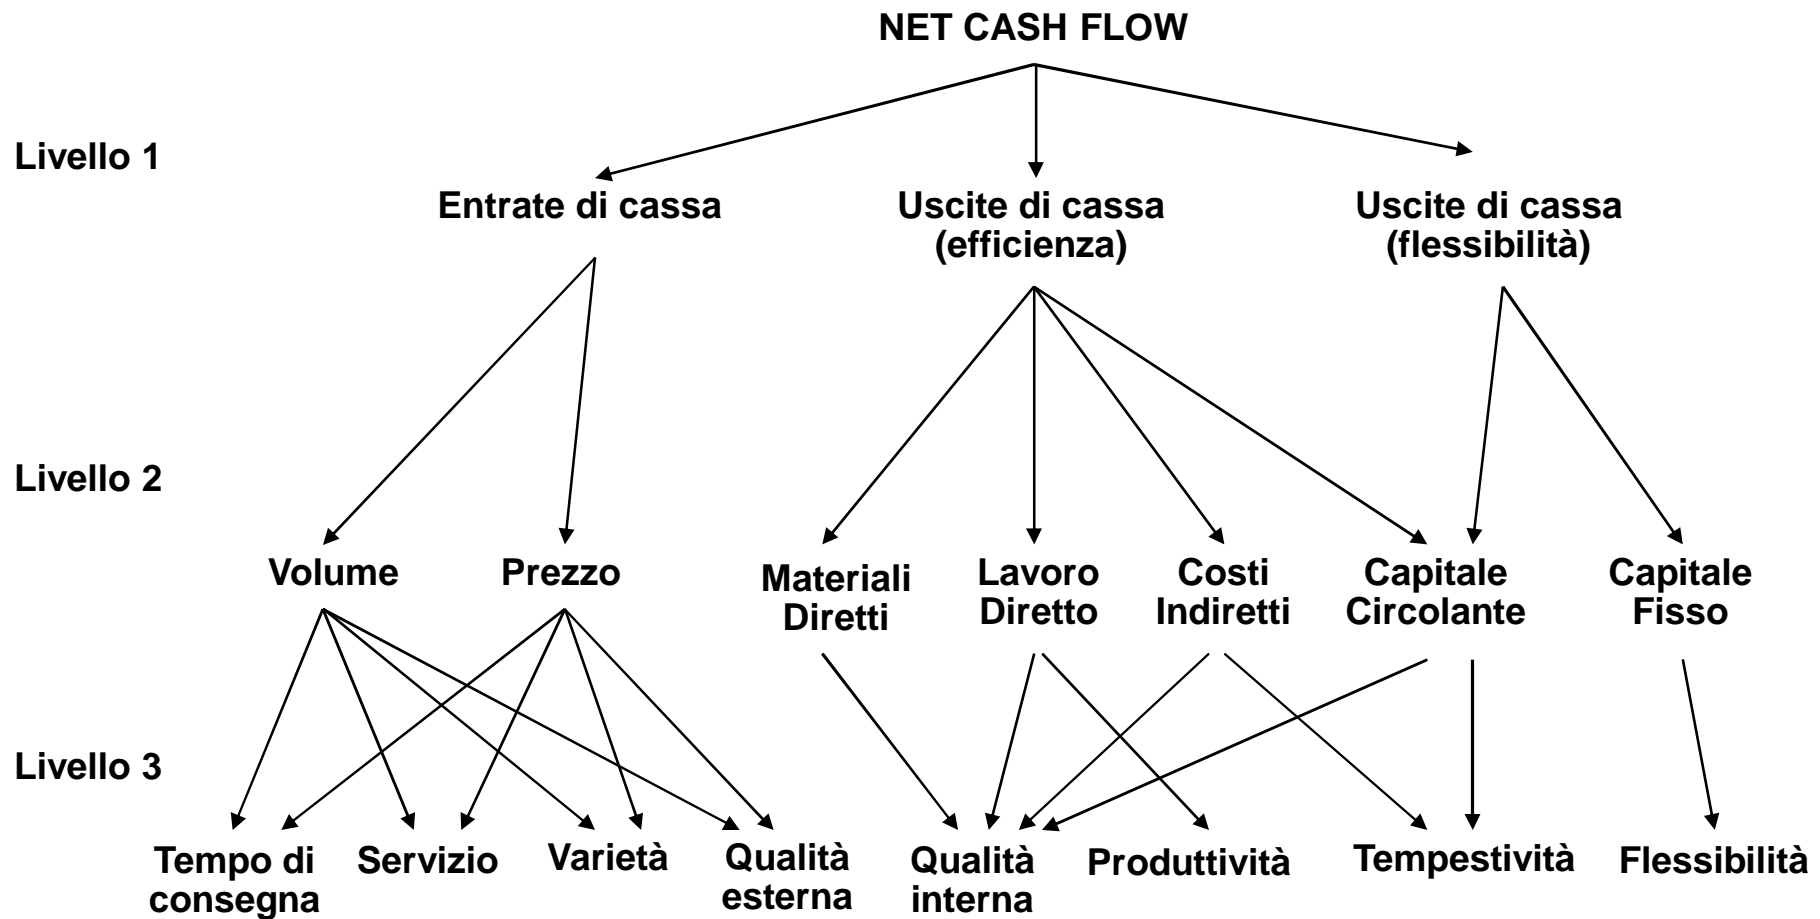 NET CASH FLOW
Livello 1
Entrate di cassa
Uscite di cassa
(efficienza)
Uscite di cassa
(flessibilità)
Livello 2
Volume
Prezzo
Materiali
Diretti
Lavoro
Diretto
Costi
Indiretti
Capitale
Circolante
Capitale
Fisso
Livello 3
Tempo di
consegna
Servizio
Varietà
Qualità
esterna
Qualità
interna
Produttività
Tempestività
Flessibilità